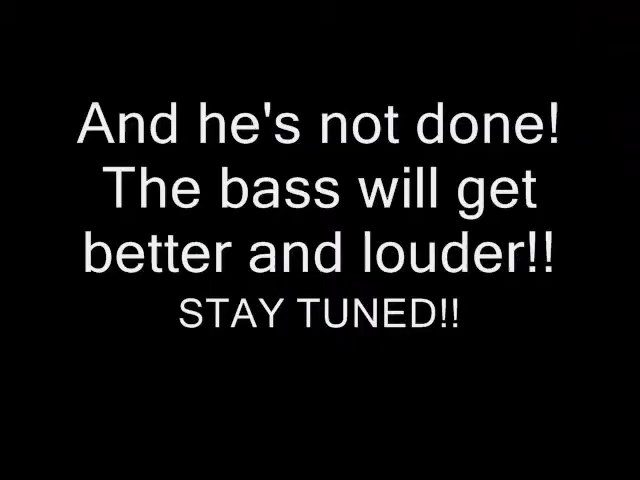 And he's not done!
The bass will get
better and louder!!
STAY TUNED!!